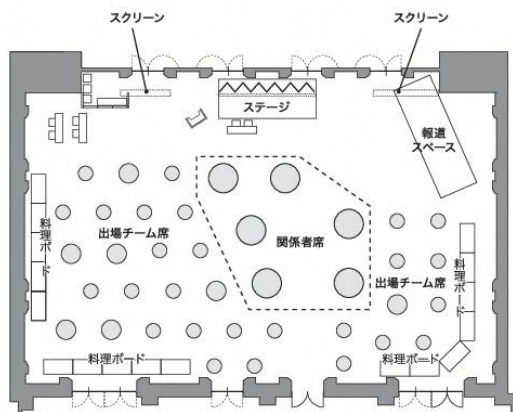 スクリーン
スクリーン
ステージ
報道
スペース
料理ボード
出場チーム席
関係者席
出場チーム席
料理ボード
料理ボード
料理ボード